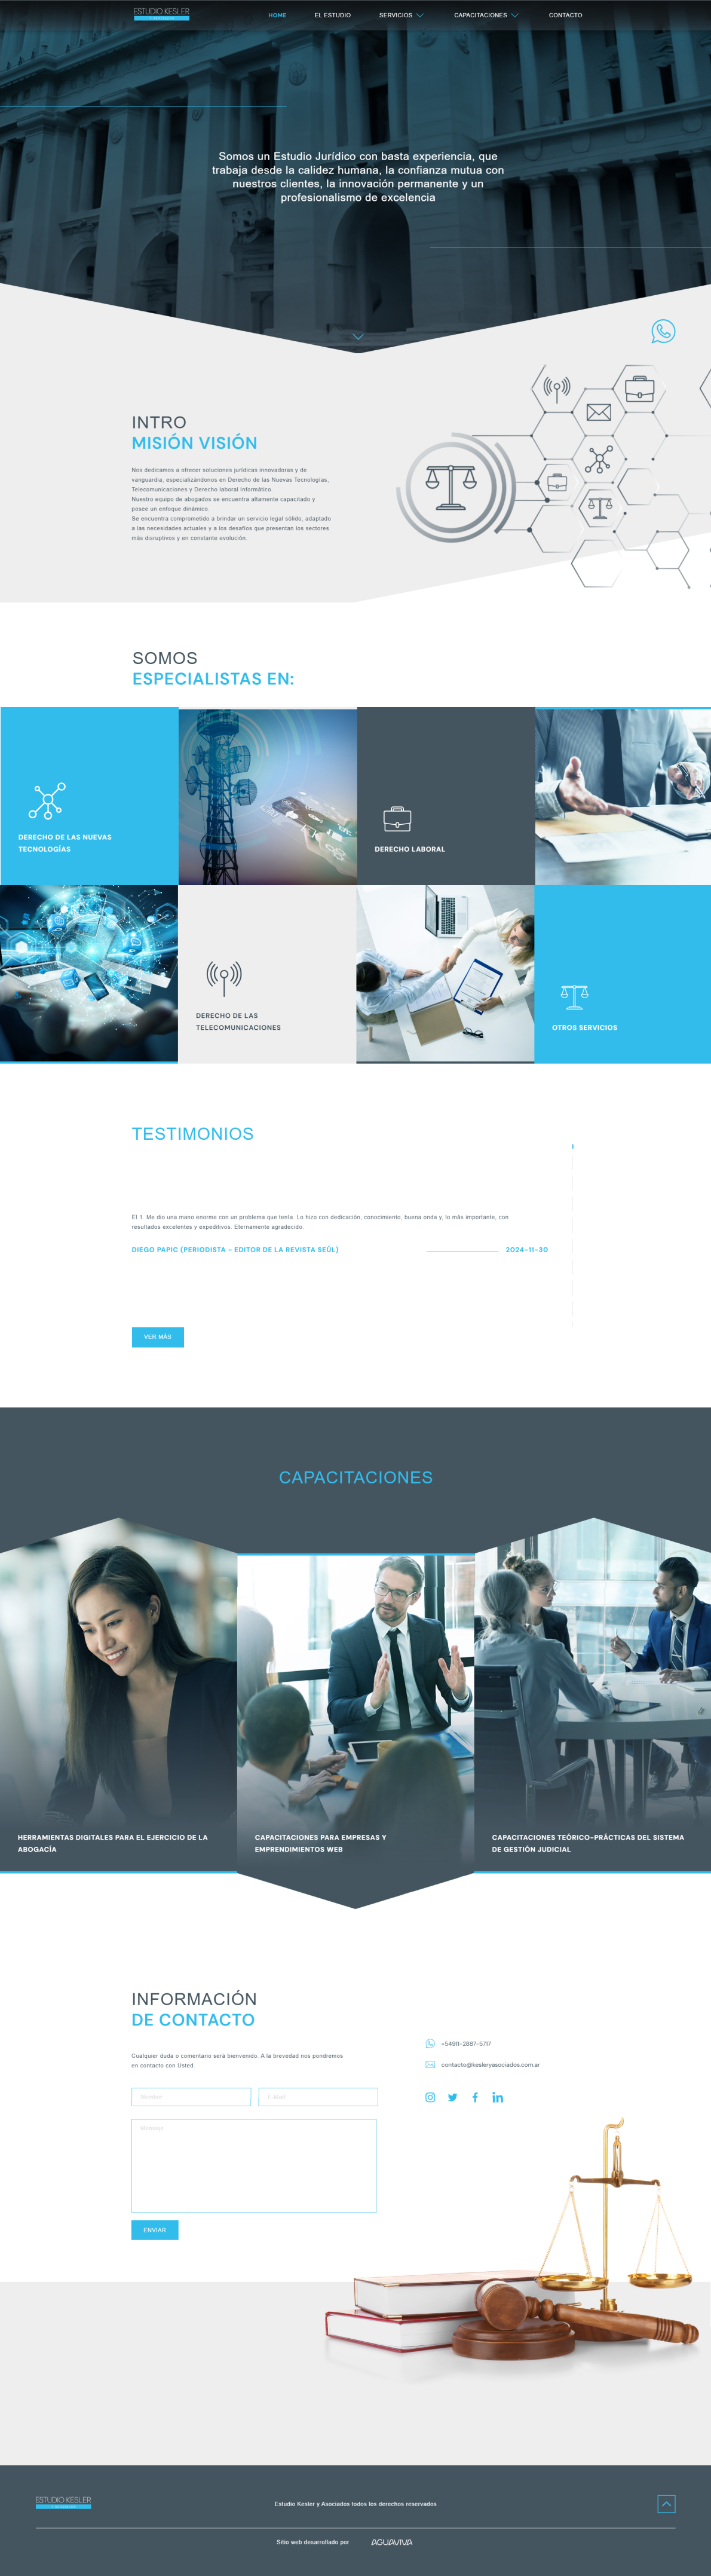 ESTUDIO KESLER
HOME
EL ESTUDIO
SERVICIOS
CAPACITACIONES
CONTACTO
Somos un Estudio Jurídico con basta experiencia, que
trabaja desde la calidez humana, la confianza mutua con
nuestros clientes, la innovación permanente y un
profesionalismo de excelencia
INTRO
MISIÓN VISIÓN
Nos dedicamos a ofrecer soluciones jurídicas innovadoras y de
vanguardia, especializándonos en Derecho de las Nuevas Tecnologías,
Telecomunicaciones y Derecho laboral Informático
Nuestro equipo de abogados se encuentra altamente capacitado y
posee un enfoque dinámico.
Se encuentra comprometido a brindar un servicio legal sólido, adaptado
a las necesidades actuales y a los desafíos que presentan los sectores
más disruptivos y en constante evolución.
SOMOS
ESPECIALISTAS EN:
DERECHO DE LAS NUEVAS
TECNOLOGÍAS
DERECHO LABORAL
DERECHO DE LAS
TELECOMUNICACIONES
OTROS SERVICIOS
TESTIMONIOS
El 1. Me dio una mano enorme con un problema que tenía. Lo hizo con dedicación, conocimiento, buena onda y, lo más importante, con
resultados excelentes y expeditivos. Eternamente agradecido.
DIEGO PAPIC (PERIODISTA - EDITOR DE LA REVISTA SEÚL)
2024-11-30
VER MÁS
CAPACITACIONES
HERRAMIENTAS DIGITALES PARA EL EJERCICIO DE LA
ABOGACÍA
CAPACITACIONES PARA EMPRESAS Y
EMPRENDIMIENTOS WEB
CAPACITACIONES TEÓRICO-PRÁCTICAS DEL SISTEMA
DE GESTIÓN JUDICIAL
INFORMACIÓN
DE CONTACTO
Cualquier duda o comentario será bienvenido. A la brevedad nos pondremos
en contacto con Usted.
Nombre
E-Mail
Mensaje
ENVIAR
+54911-2887-5717
contacto@kesleryasociados.com.ar
ESTUDIO KESLER
Estudio Kesler y Asociados todos los derechos reservados
Sitio web desarrollado por
AGUAVIVA